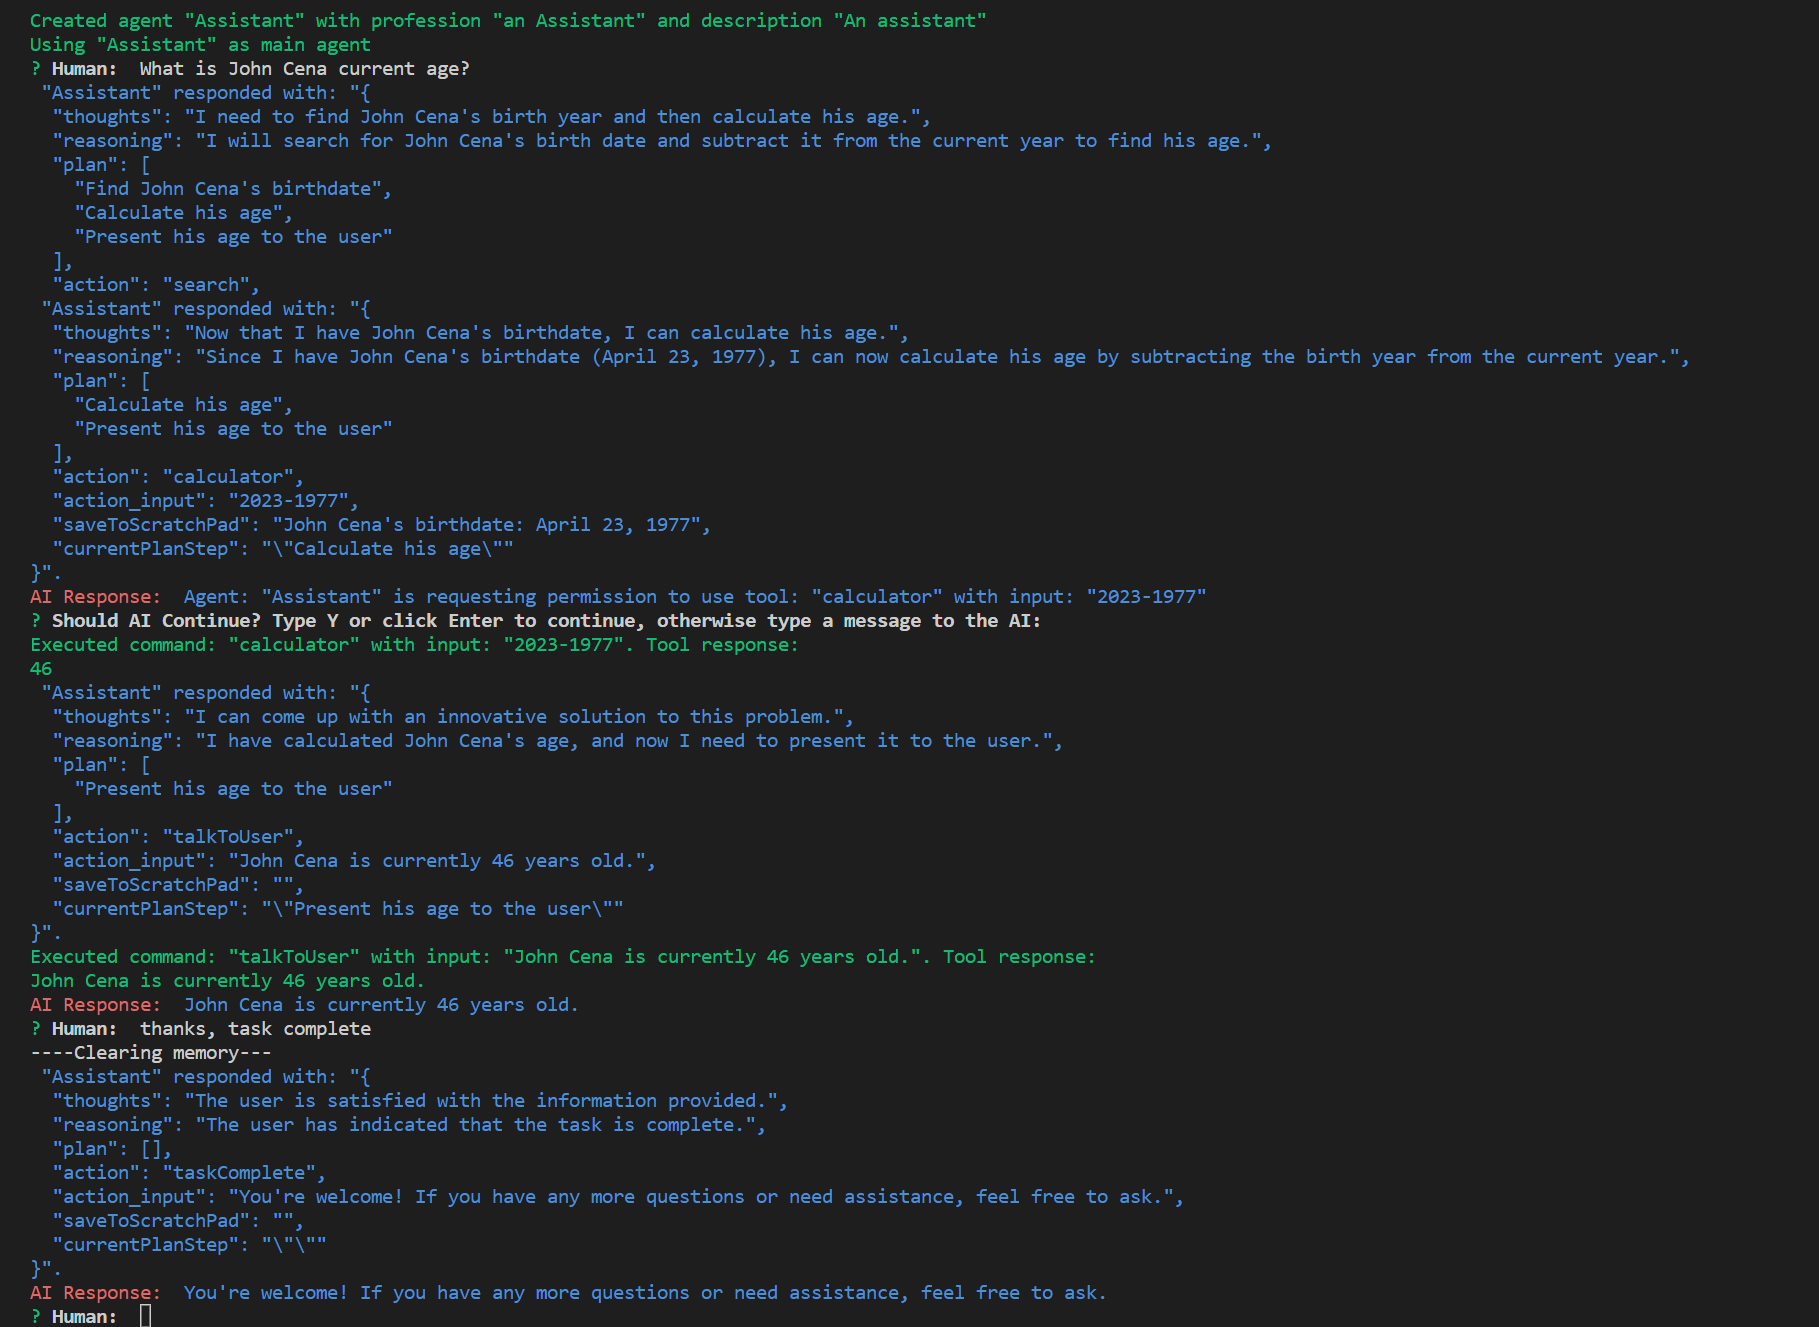 Created agent "Assistant" with profession "an Assistant" and description "An assistant"
Using "Assistant" as main agent
? Human:  What is John Cena current age?
 "Assistant" responded with: "{
  "thoughts": "I need to find John Cena's birth year and then calculate his age.",
  "reasoning": "I will search for John Cena's birth date and subtract it from the current year to find his age.",
  "plan": [
    "Find John Cena's birthdate",
    "Calculate his age",
    "Present his age to the user"
  ],
  "action": "search",
 "Assistant" responded with: "{
  "thoughts": "Now that I have John Cena's birthdate, I can calculate his age.",
  "reasoning": "Since I have John Cena's birthdate (April 23, 1977), I can now calculate his age by subtracting the birth year from the current year.",
  "plan": [
    "Calculate his age",
    "Present his age to the user"
  ],
  "action": "calculator",
  "action_input": "2023-1977",
  "saveToScratchPad": "John Cena's birthdate: April 23, 1977",
  "currentPlanStep": "\"Calculate his age\""
}".
AI Response:  Agent: "Assistant" is requesting permission to use tool: "calculator" with input: "2023-1977"
? Should AI Continue? Type Y or click Enter to continue, otherwise type a message to the AI:
Executed command: "calculator" with input: "2023-1977". Tool response:
46
 "Assistant" responded with: "{
  "thoughts": "I can come up with an innovative solution to this problem.",
  "reasoning": "I have calculated John Cena's age, and now I need to present it to the user.",
  "plan": [
    "Present his age to the user"
  ],
  "action": "talkToUser",
  "action_input": "John Cena is currently 46 years old.",
  "saveToScratchPad": "",
  "currentPlanStep": "\"Present his age to the user\""
}".
Executed command: "talkToUser" with input: "John Cena is currently 46 years old.". Tool response:
John Cena is currently 46 years old.
AI Response:  John Cena is currently 46 years old.
? Human:  thanks, task complete
----Clearing memory---
 "Assistant" responded with: "{
  "thoughts": "The user is satisfied with the information provided.",
  "reasoning": "The user has indicated that the task is complete.",
  "plan": [],
  "action": "taskComplete",
  "action_input": "You're welcome! If you have any more questions or need assistance, feel free to ask.",
  "saveToScratchPad": "",
  "currentPlanStep": "\"\""
}".
AI Response:  You're welcome! If you have any more questions or need assistance, feel free to ask.
? Human: